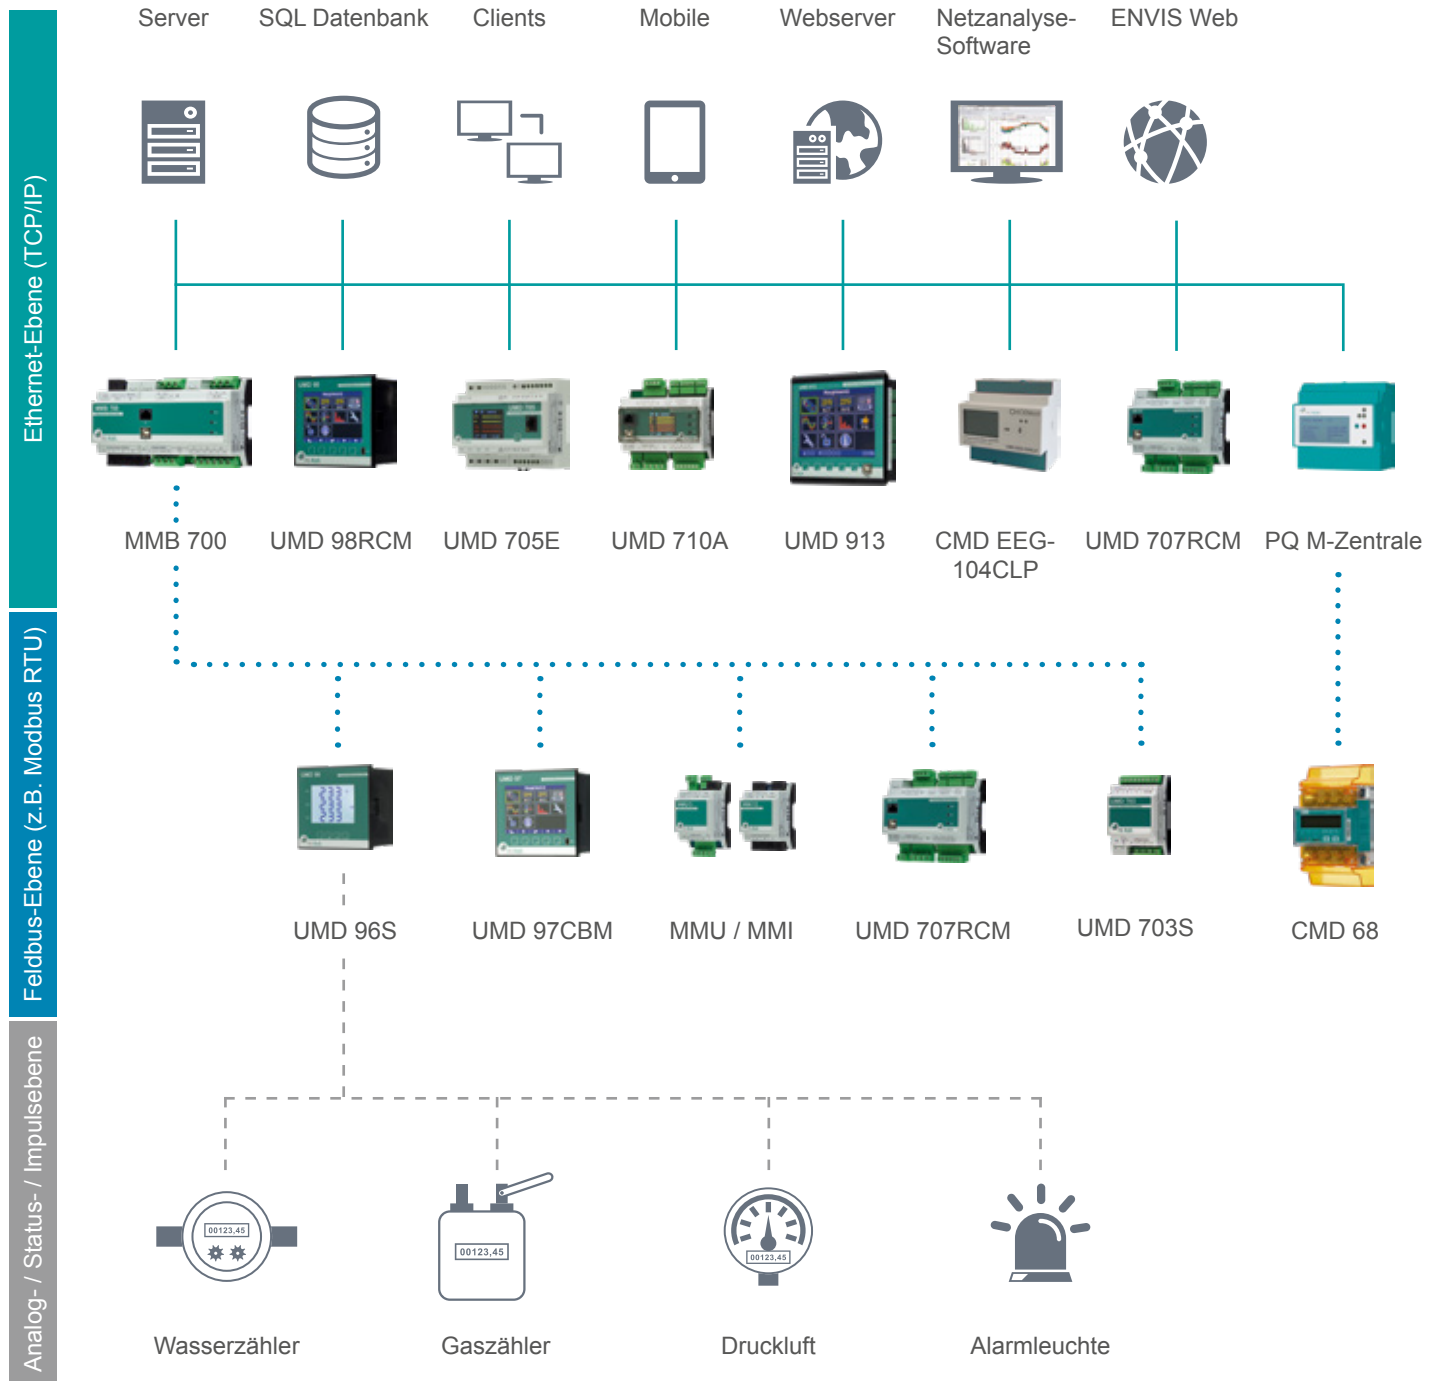 Server
SQL Datenbank
Clients
Mobile
Webserver
Netzanalyse-
Software
ENVIS Web
Ethernet-Ebene (TCP/IP)
MMB 700
UMD 98RCM
UMD 705E
UMD 710A
UMD 913
CMD EEG-
104CLP
UMD 707RCM
PQ M-Zentrale
Feldbus-Ebene (z.B. Modbus RTU)
UMD 96S
UMD 97CBM
MMU / MMI
UMD 707RCM
UMD 703S
CMD 68
Analog- / Status- / Impulsebene
00123,45
00123,45
00123,45
Wasserzähler
Gaszähler
Druckluft
Alarmleuchte